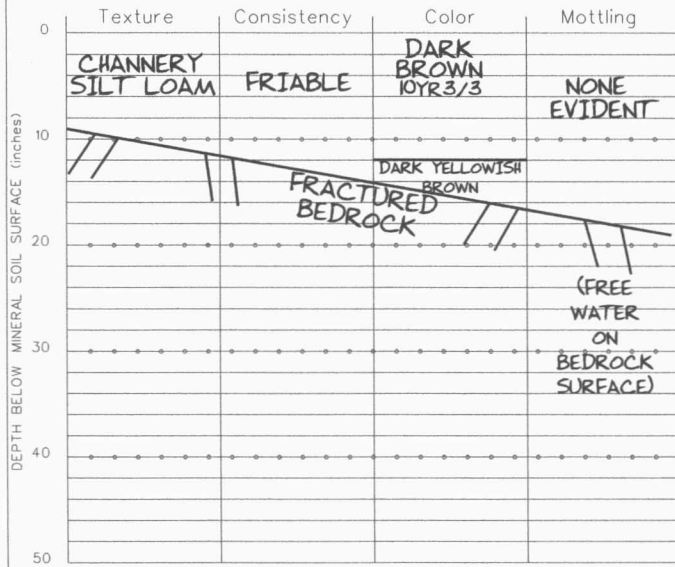 Texture Consistency Color Mottling
DEPTH BELOW MINERAL SOIL SURFACE (inches)
0
10
20
30
40
50
CHANNERY
SILT LOAM
FRIABLE
DARK
BROWN
10YR3/3
NONE
EVIDENT
DARK YELLOWISH
BROWN
FRACTURED
BEDROCK
(FREE
WATER
ON
BEDROCK
SURFACE)